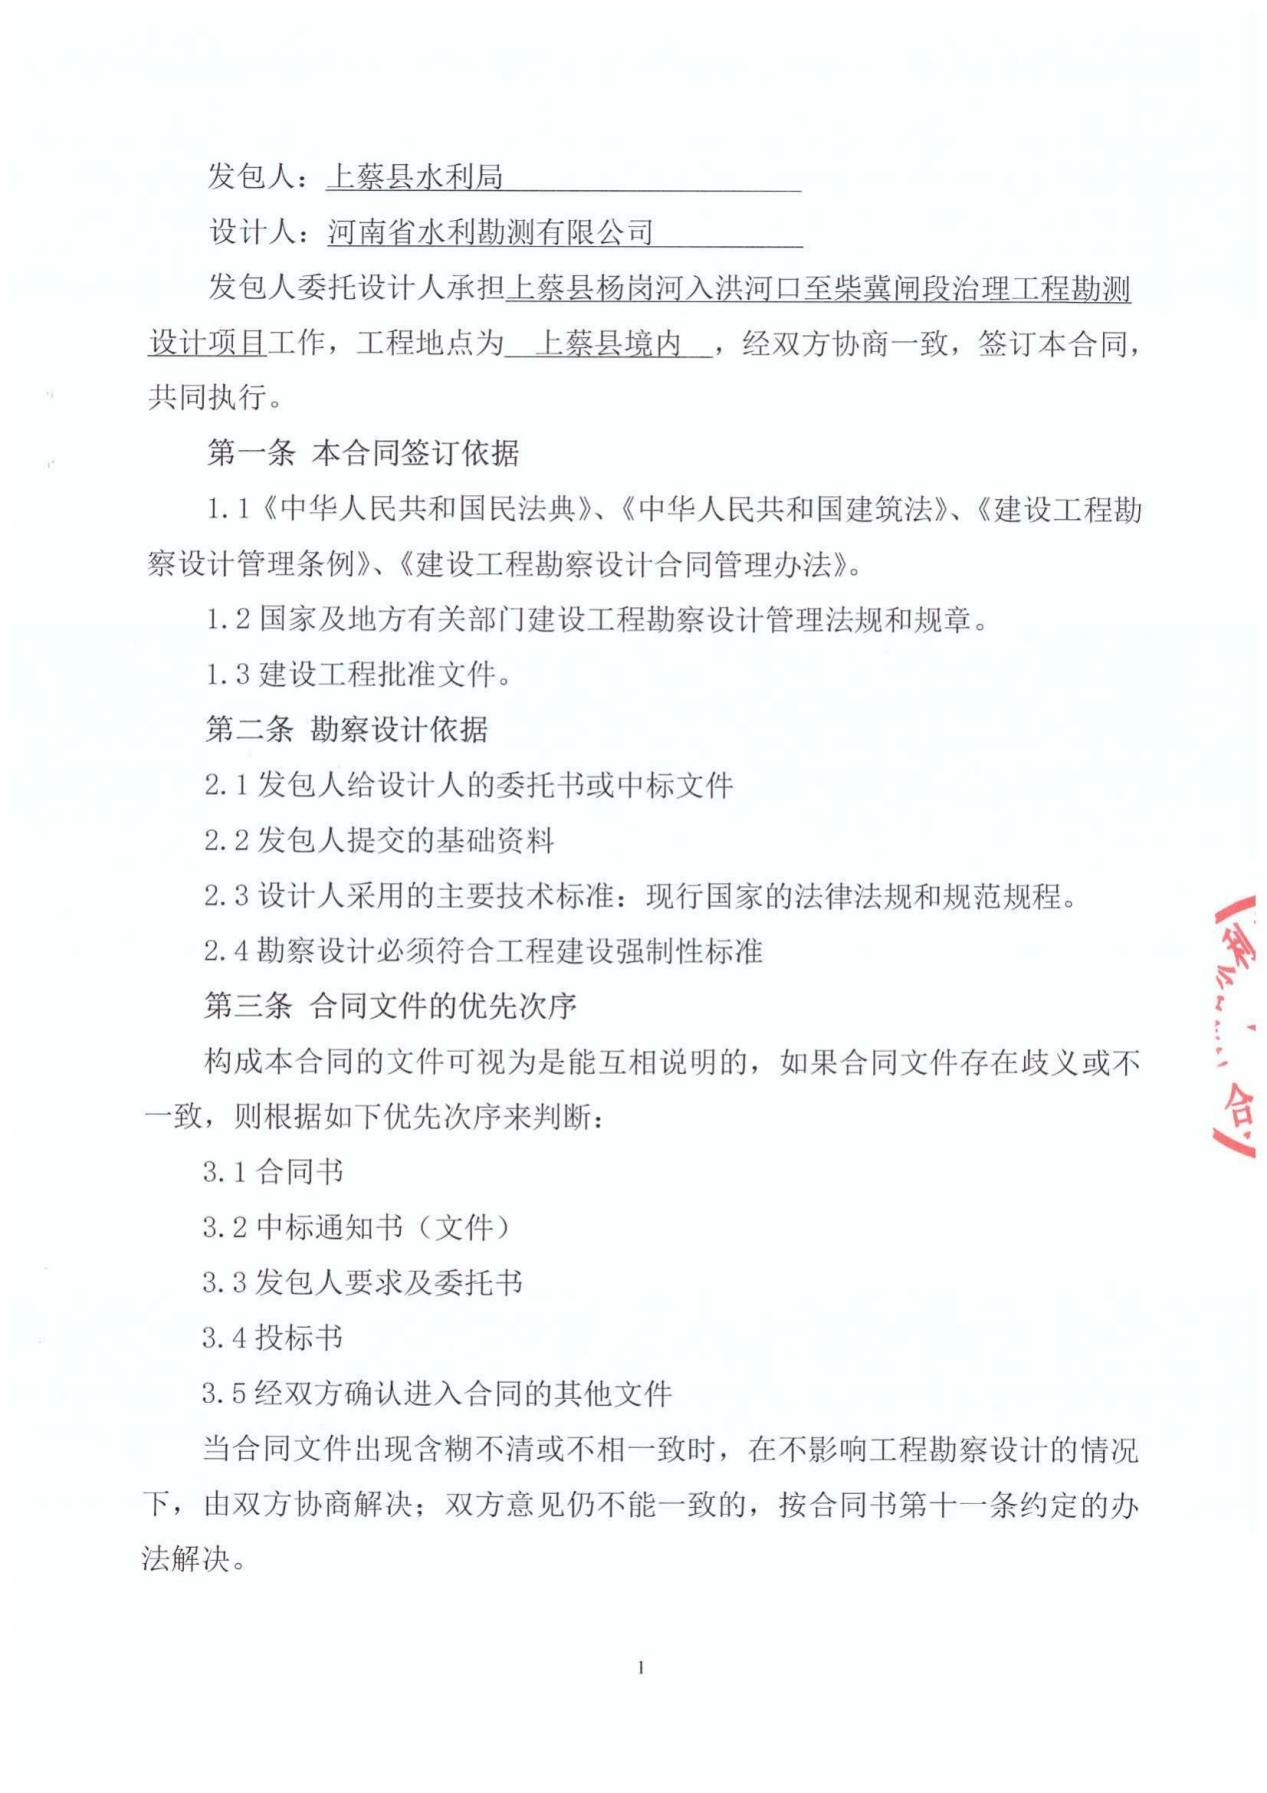 发包人：上蔡县水利局
设计人：河南省水利勘测有限公司
发包人委托设计人承担上蔡县杨岗河入洪河口至柴冀闸段治理工程勘测
设计项目工作，工程地点为 上蔡县境内 ，经双方协商一致，签订本合同，
共同执行。
第一条 本合同签订依据
1.1《中华人民共和国民法典》、《中华人民共和国建筑法》、《建设工程勘
察设计管理条例》、《建设工程勘察设计合同管理办法》。
1.2 国家及地方有关部门建设工程勘察设计管理法规和规章。
1.3 建设工程批准文件。
第二条 勘察设计依据
2.1 发包人给设计人的委托书或中标文件
2.2 发包人提交的基础资料
2.3 设计人采用的主要技术标准：现行国家的法律法规和规范规程。
2.4 勘察设计必须符合工程建设强制性标准
第三条 合同文件的优先次序
构成本合同的文件可视为是能互相说明的，如果合同文件存在歧义或不
一致，则根据如下优先次序来判断：
3.1 合同书
3.2 中标通知书（文件）
3.3 发包人要求及委托书
3.4 投标书
3.5 经双方确认进入合同的其他文件
当合同文件出现含糊不清或不相一致时，在不影响工程勘察设计的情况
下，由双方协商解决；双方意见仍不能一致的，按合同书第十一条约定的办
法解决。
1
合